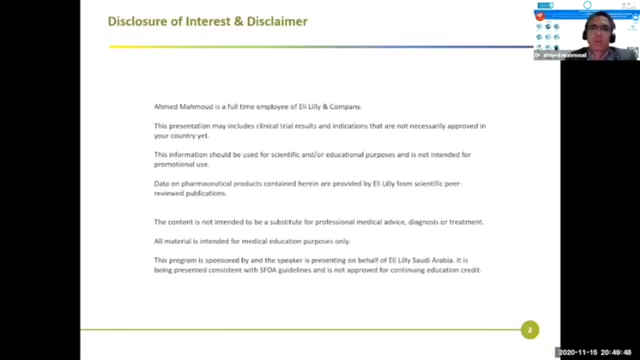 Disclosure of Interest & Disclaimer
Ahmed Mahmoud is a full time employee of Eli Lilly & Company.
This presentation may includes clinical trial results and indications that are not necessarily approved in
your country yet.
This information should be used for scientific and/or educational purposes and is not intended for
promotional use.
Data on pharmaceutical products contained herein are provided by Eli Lilly from scientific peer-
reviewed publications.
The content is not intended to be a substitute for professional medical advice, diagnosis or treatment.
All material is intended for medical education purposes only.
This program is sponsored by and the speaker is presenting on behalf of Eli Lilly Saudi Arabia. It is
being presented consistent with SFDA guidelines and is not approved for continuing education credit.
2
Dr. ahmed mahmoud
2020-11-15 20:49:48